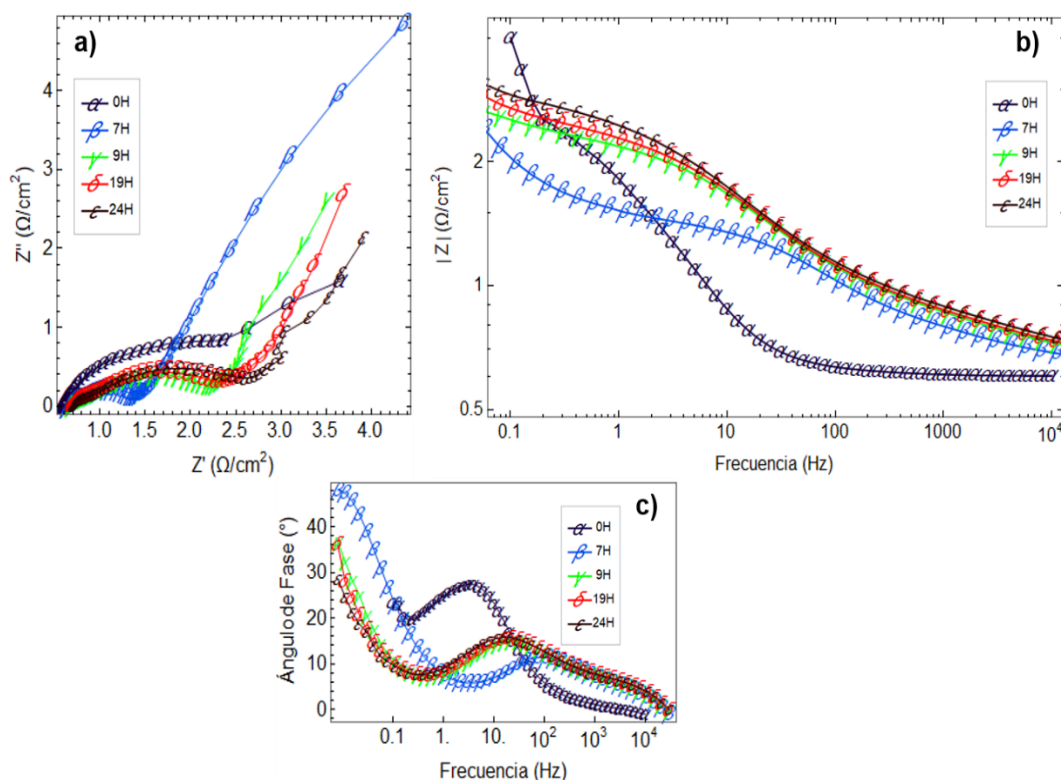 a)
α 0H
β 7H
γ 9H
δ 19H
ε 24H
Z'' (Ω/cm²)
4
3
2
1
0
1.0 1.5 2.0 2.5 3.0 3.5 4.0
Z' (Ω/cm²)
b)
α 0H
β 7H
γ 9H
δ 19H
ε 24H
|Z| (Ω/cm²)
2
1
0.5
0.1 1 10 100 1000 10⁴
Frecuencia (Hz)
c)
α 0H
β 7H
γ 9H
δ 19H
ε 24H
Ángulo de Fase (°)
40
30
20
10
0
0.1 1. 10. 10² 10³ 10⁴
Frecuencia (Hz)